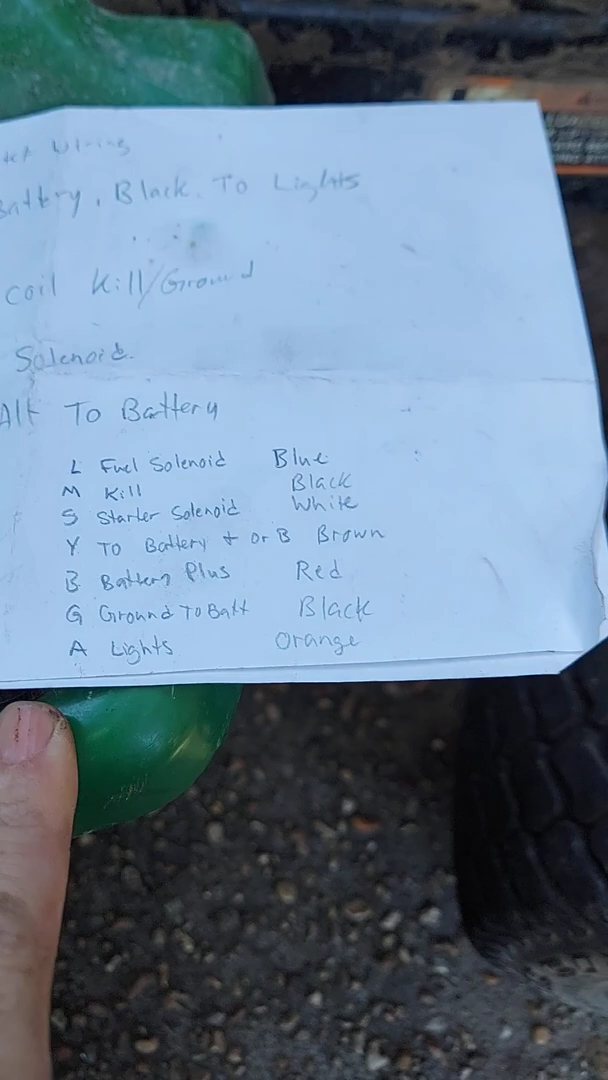 Wiring
Battery, Black. To Lights
Coil Kill/Ground
Solenoid.
Alt To Battery
L Fuel Solenoid Blue
M Kill Black
S Starter Solenoid White
Y To Battery + or B Brown
B Battery Plus Red
G Ground To Batt Black
A Lights Orange